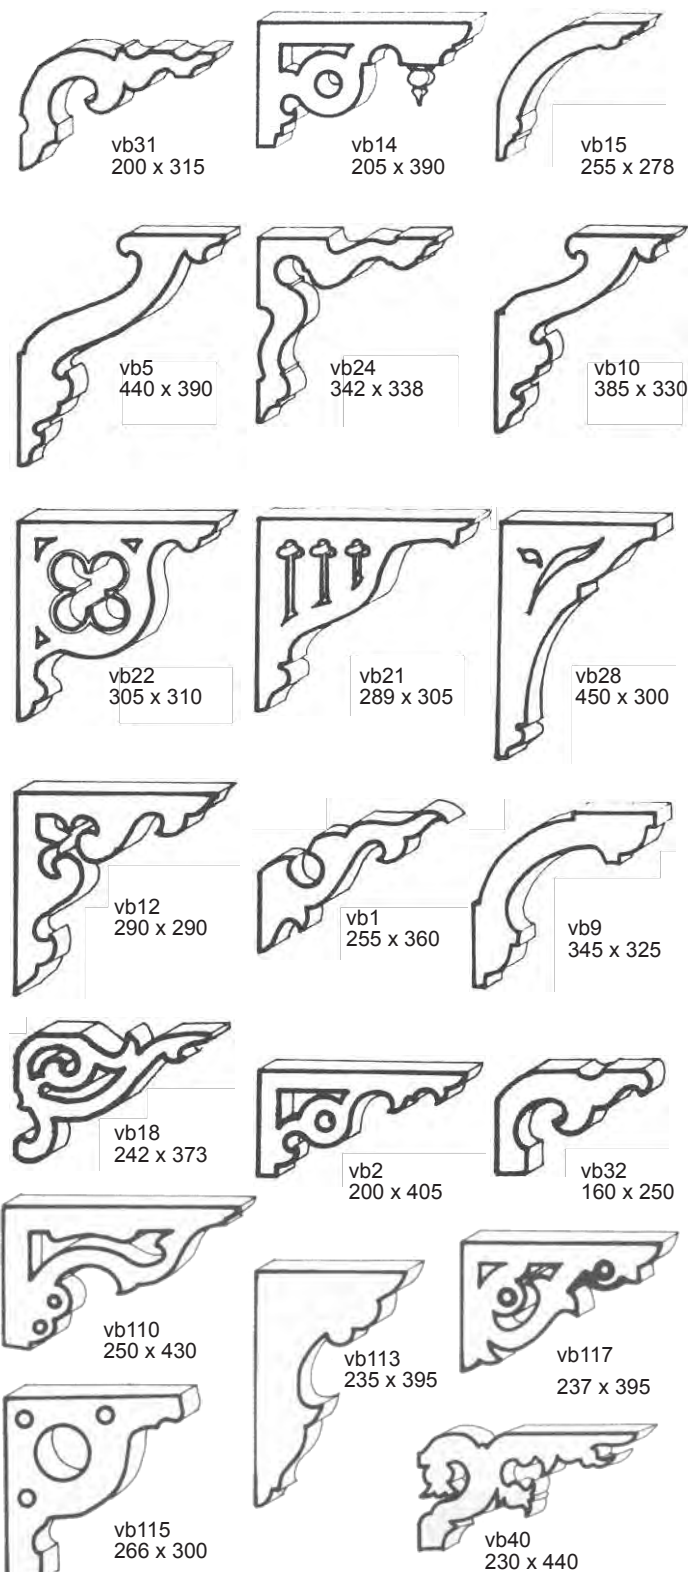 vb31
200 x 315
vb14
205 x 390
vb15
255 x 278
vb5
440 x 390
vb24
342 x 338
vb10
385 x 330
vb22
305 x 310
vb21
289 x 305
vb28
450 x 300
vb12
290 x 290
vb1
255 x 360
vb9
345 x 325
vb18
242 x 373
vb2
200 x 405
vb32
160 x 250
vb110
250 x 430
vb113
235 x 395
vb117
237 x 395
vb115
266 x 300
vb40
230 x 440